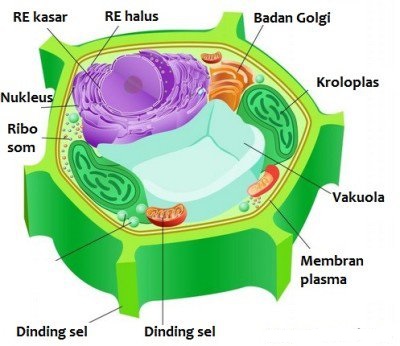 RE kasar
RE halus
Badan Golgi
Kroloplas
Nukleus
Ribo
som
Vakuola
Membran
plasma
Dinding sel
Dinding sel